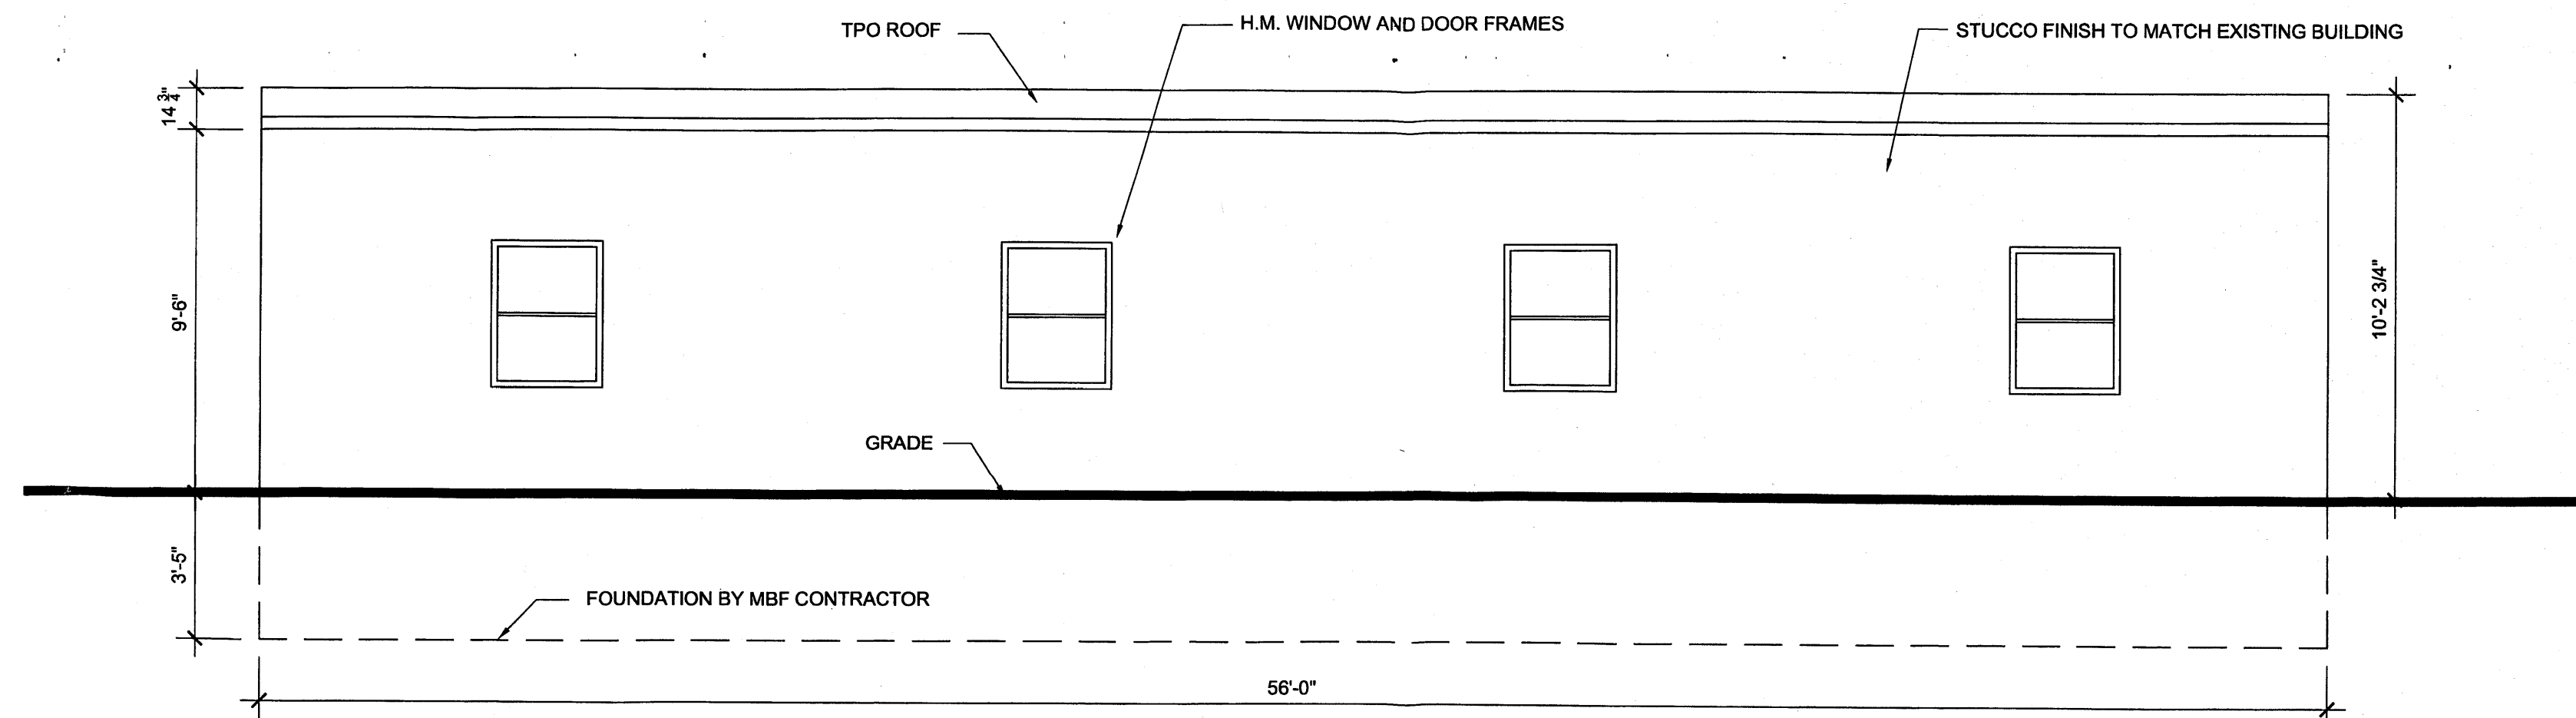 TPO ROOF
H.M. WINDOW AND DOOR FRAMES
STUCCO FINISH TO MATCH EXISTING BUILDING
14 3/4"
9'-6"
10'-2 3/4"
GRADE
3'-5"
FOUNDATION BY MBF CONTRACTOR
56'-0"